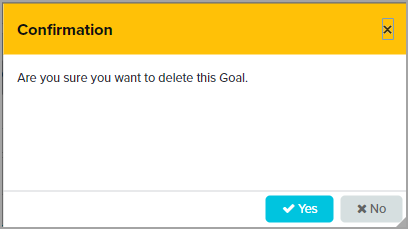 Confirmation
Are you sure you want to delete this Goal.
Yes
No